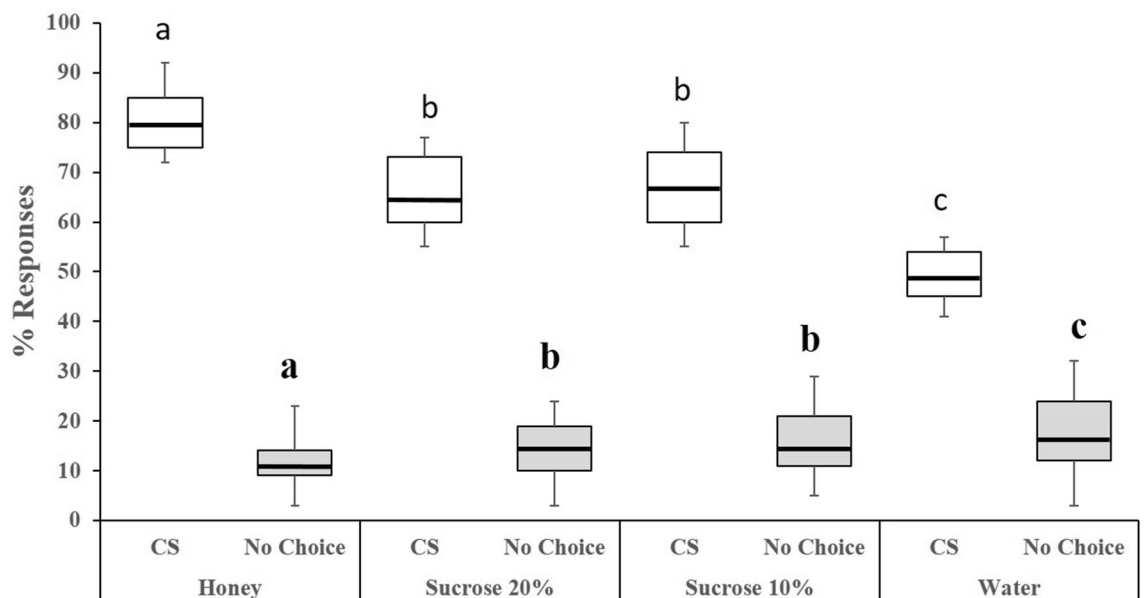 % Responses
100
90
80
70
60
50
40
30
20
10
0
a
b
b
c
a
b
b
c
CS No Choice CS No Choice CS No Choice CS No Choice
Honey Sucrose 20% Sucrose 10% Water